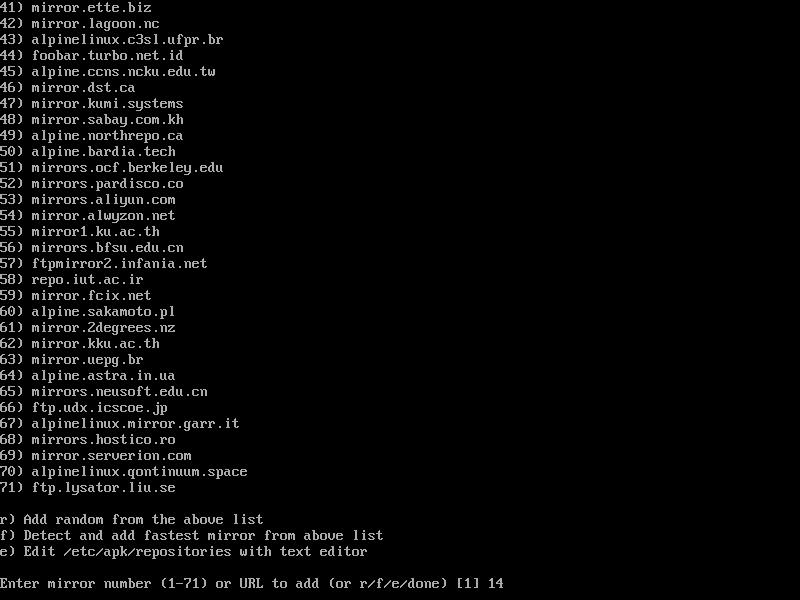 41) mirror.ette.biz
42) mirror.lagoon.nc
43) alpinelinux.c3sl.ufpr.br
44) foobar.turbo.net.id
45) alpine.ccns.ncku.edu.tw
46) mirror.dst.ca
47) mirror.kumi.systems
48) mirror.sabay.com.kh
49) alpine.northrepo.ca
50) alpine.bardia.tech
51) mirrors.ocf.berkeley.edu
52) mirrors.pardisco.co
53) mirrors.aliyun.com
54) mirror.alwyzon.net
55) mirror1.ku.ac.th
56) mirrors.bfsu.edu.cn
57) ftpmirror2.infania.net
58) repo.iut.ac.ir
59) mirror.fcix.net
60) alpine.sakamoto.pl
61) mirror.2degrees.nz
62) mirror.kku.ac.th
63) mirror.uepg.br
64) alpine.astra.in.ua
65) mirrors.neusoft.edu.cn
66) ftp.udx.icscoe.jp
67) alpinelinux.mirror.garr.it
68) mirrors.hostico.ro
69) mirror.serverion.com
70) alpinelinux.qontinuum.space
71) ftp.lysator.liu.se
r) Add random from the above list
f) Detect and add fastest mirror from above list
e) Edit /etc/apk/repositories with text editor
Enter mirror number (1-71) or URL to add (or r/f/e/done) [1] 14